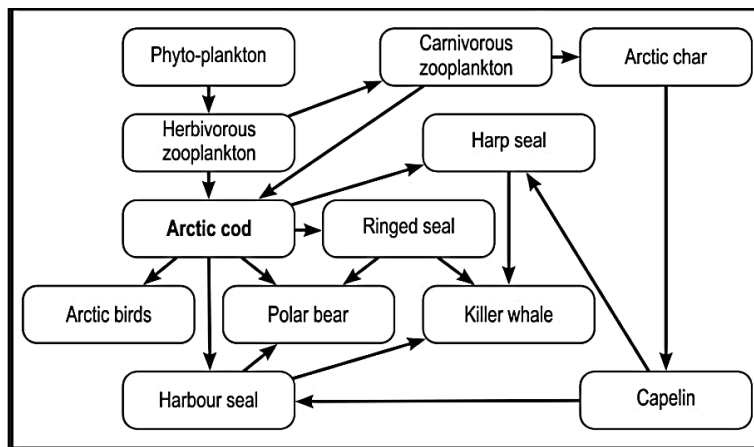 Phyto-plankton
Carnivorous
zooplankton
Arctic char
Herbivorous
zooplankton
Harp seal
Arctic cod
Ringed seal
Arctic birds
Polar bear
Killer whale
Harbour seal
Capelin